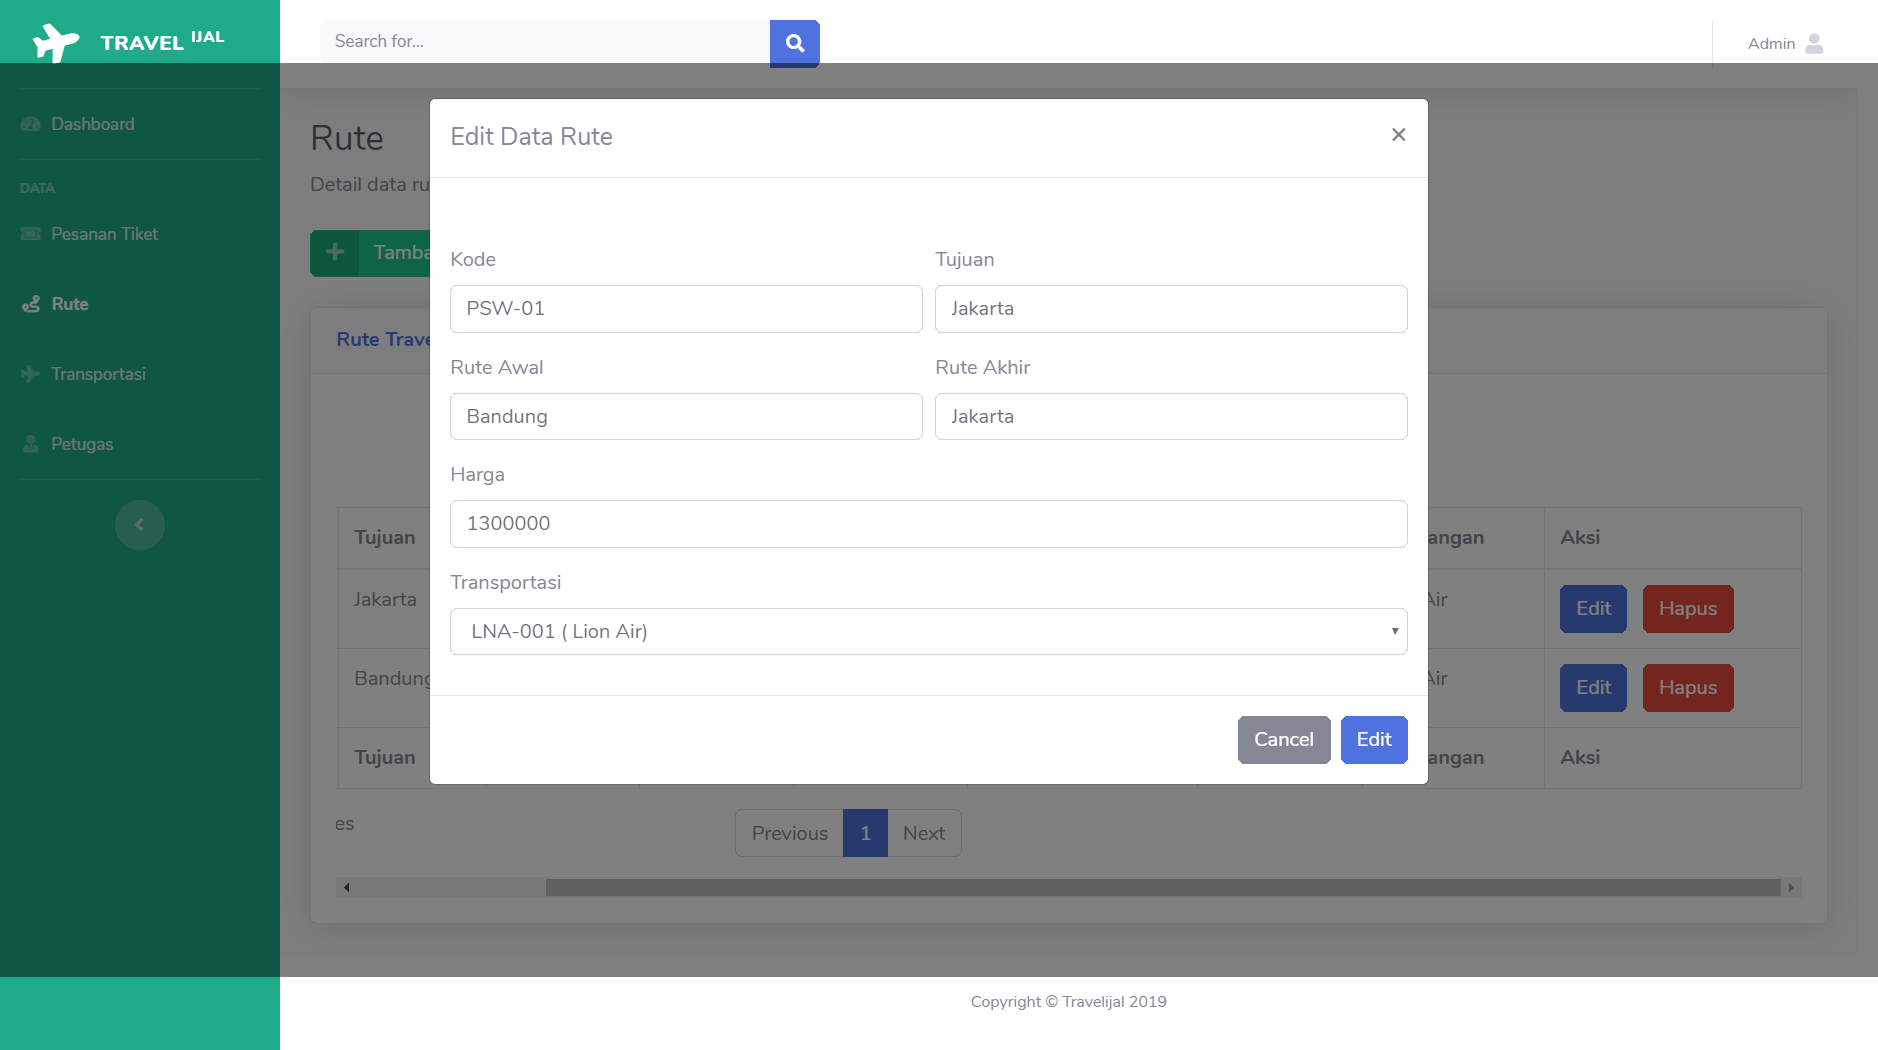 TRAVEL IJAL
Search for...
Admin
Dashboard
DATA
Pesanan Tiket
Rute
Transportasi
Petugas
Rute
Detail data ru
Tamba
Rute Trave
Edit Data Rute
×
Kode
Tujuan
PSW-01
Jakarta
Rute Awal
Rute Akhir
Bandung
Jakarta
Harga
1300000
Transportasi
LNA-001 ( Lion Air)
Cancel
Edit
Tujuan
angan
Aksi
Jakarta
Air
Edit
Hapus
Bandung
Air
Edit
Hapus
Tujuan
angan
Aksi
es
Previous
1
Next
Copyright © Travelijal 2019